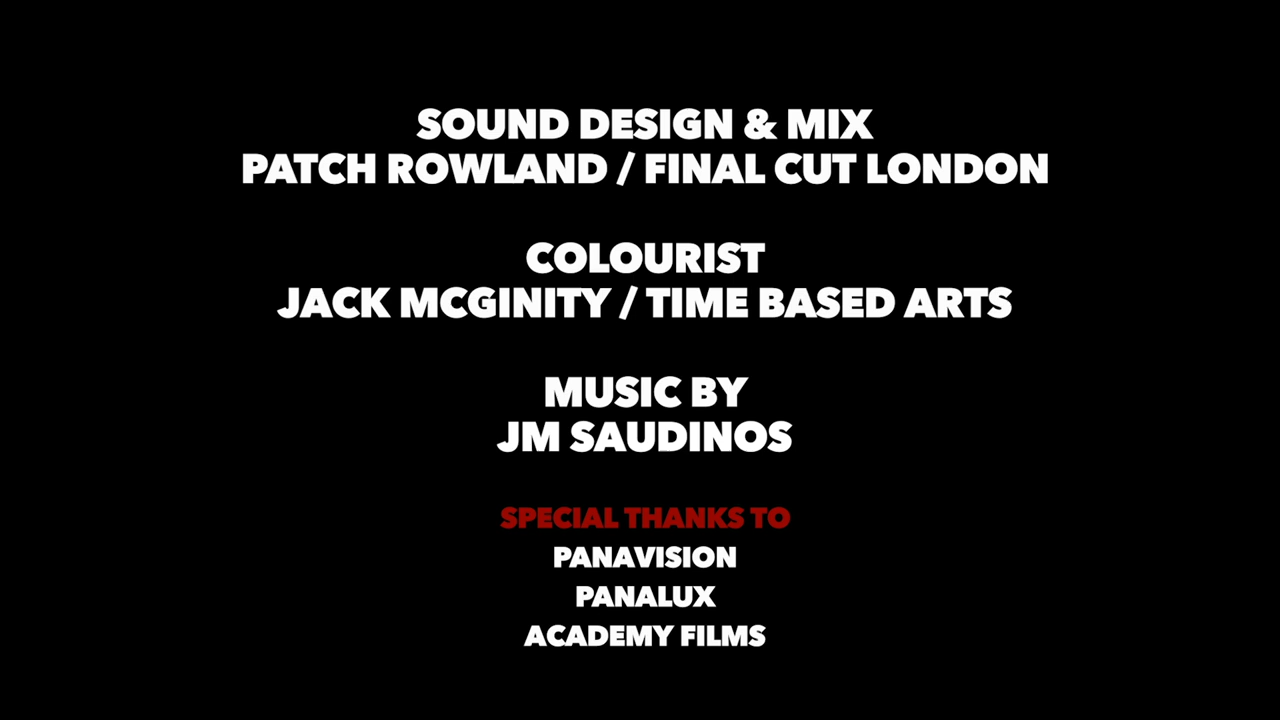 SOUND DESIGN & MIX
PATCH ROWLAND / FINAL CUT LONDON
COLOURIST
JACK MCGINITY / TIME BASED ARTS
MUSIC BY
JM SAUDINOS
SPECIAL THANKS TO
PANAVISION
PANALUX
ACADEMY FILMS